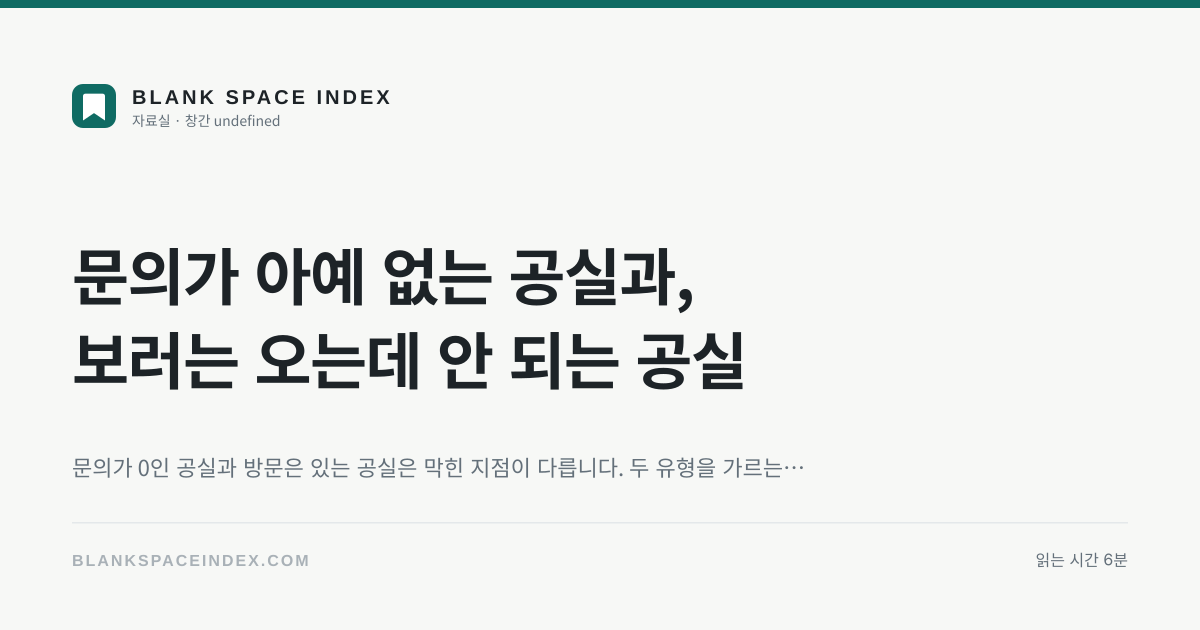 BLANK SPACE INDEX
자료실 · 창간 undefined
문의가 아예 없는 공실과,
보러는 오는데 안 되는 공실
문의가 0인 공실과 방문은 있는 공실은 막힌 지점이 다릅니다. 두 유형을 가르는…
BLANKSPACEINDEX.COM
읽는 시간 6분